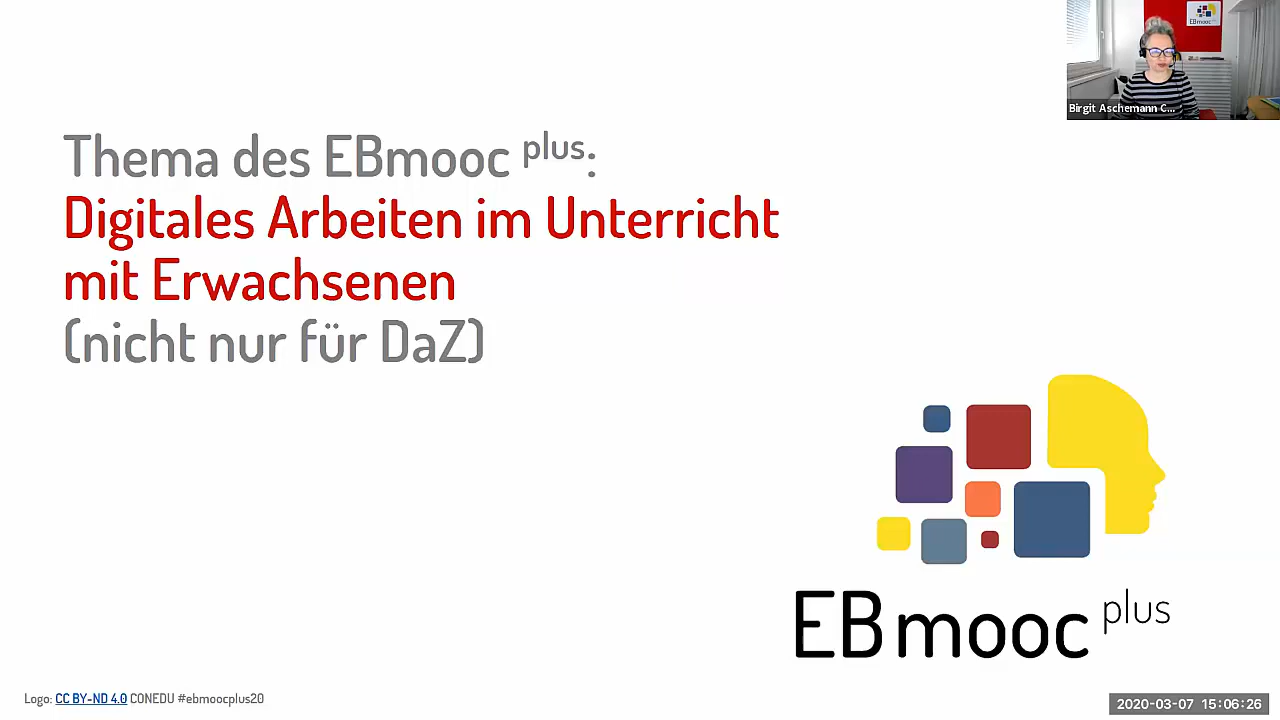 Birgit Aschemann C...
Thema des EBmooc plus:
Digitales Arbeiten im Unterricht
mit Erwachsenen
(nicht nur für DaZ)
EBmooc plus
Logo: CC BY-ND 4.0 CONEDU #ebmoocplus20
2020-03-07 15:06:26